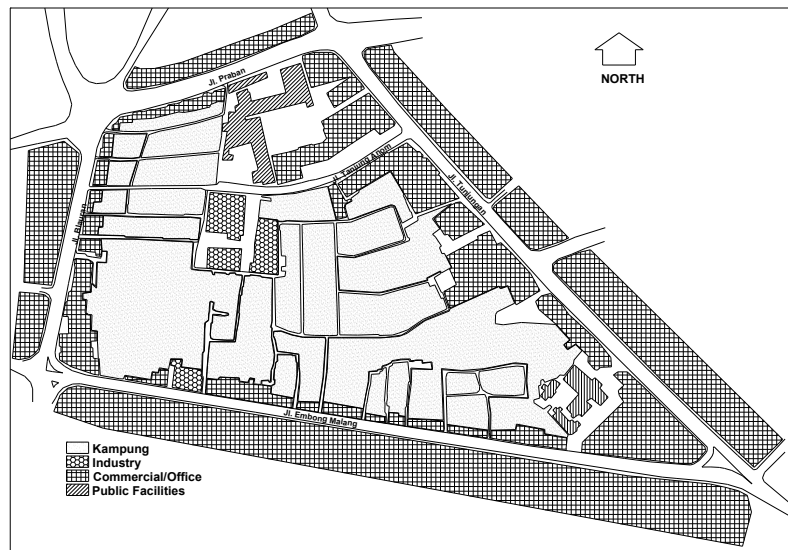 Jl. Praban
NORTH
Jl. Tanjung Anom
Jl. Tunjungan
Jl. Blauran
Jl. Embong Malang
Kampung
Industry
Commercial/Office
Public Facilities